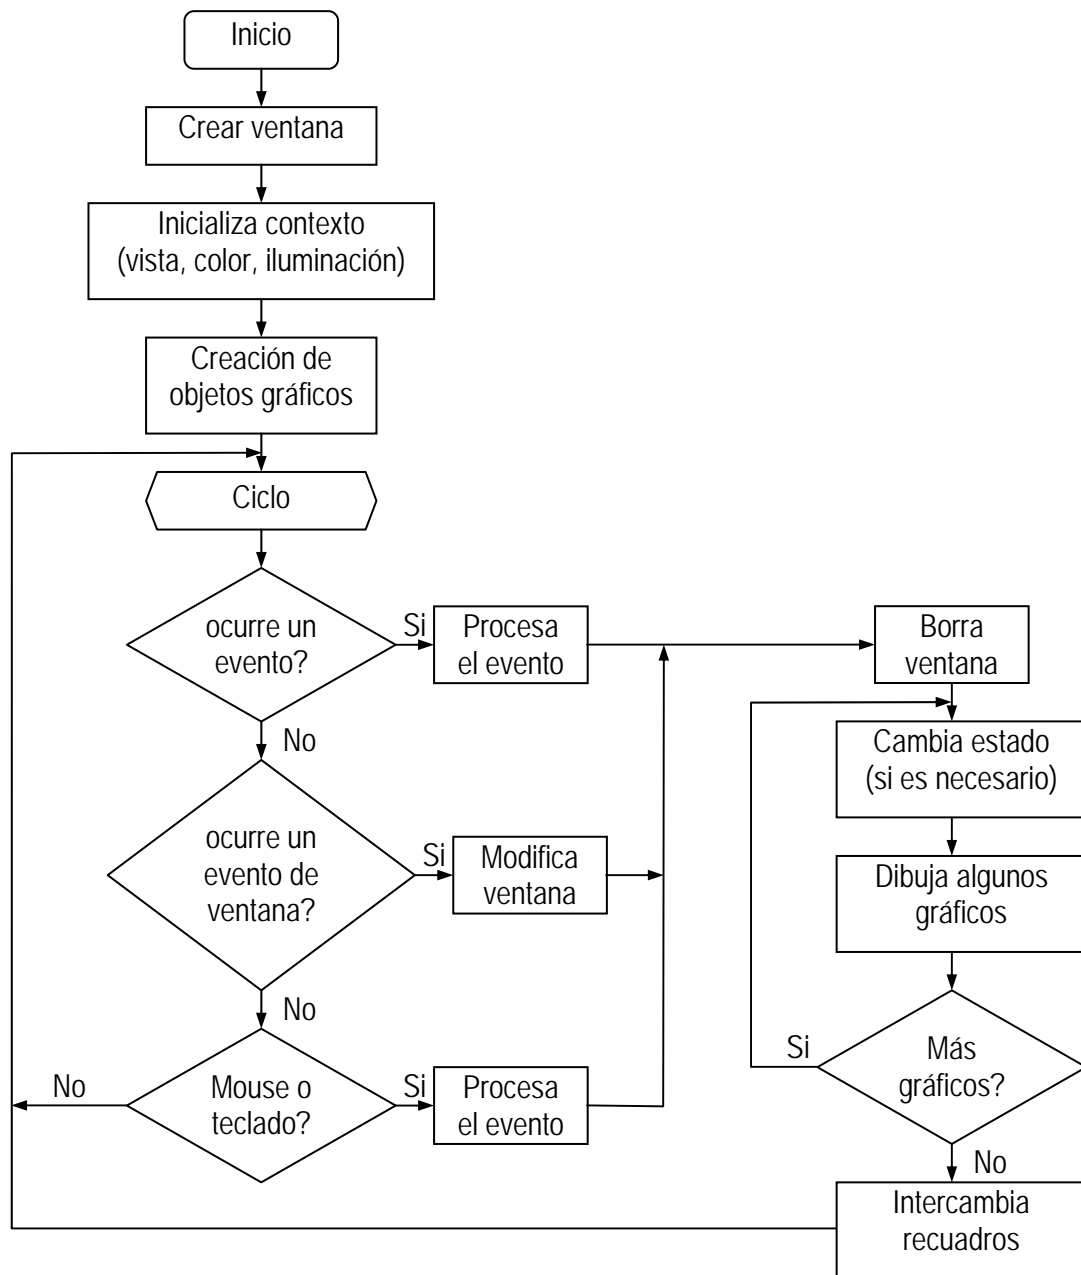 Inicio
Crear ventana
Inicializa contexto
(vista, color, iluminación)
Creación de
objetos gráficos
Ciclo
ocurre un
evento?
Si
Procesa
el evento
Borra
ventana
No
Cambia estado
(si es necesario)
ocurre un
evento de
ventana?
Si
Modifica
ventana
Dibuja algunos
gráficos
No
Mouse o
teclado?
No
Si
Procesa
el evento
Más
gráficos?
Si
No
Intercambia
recuadros